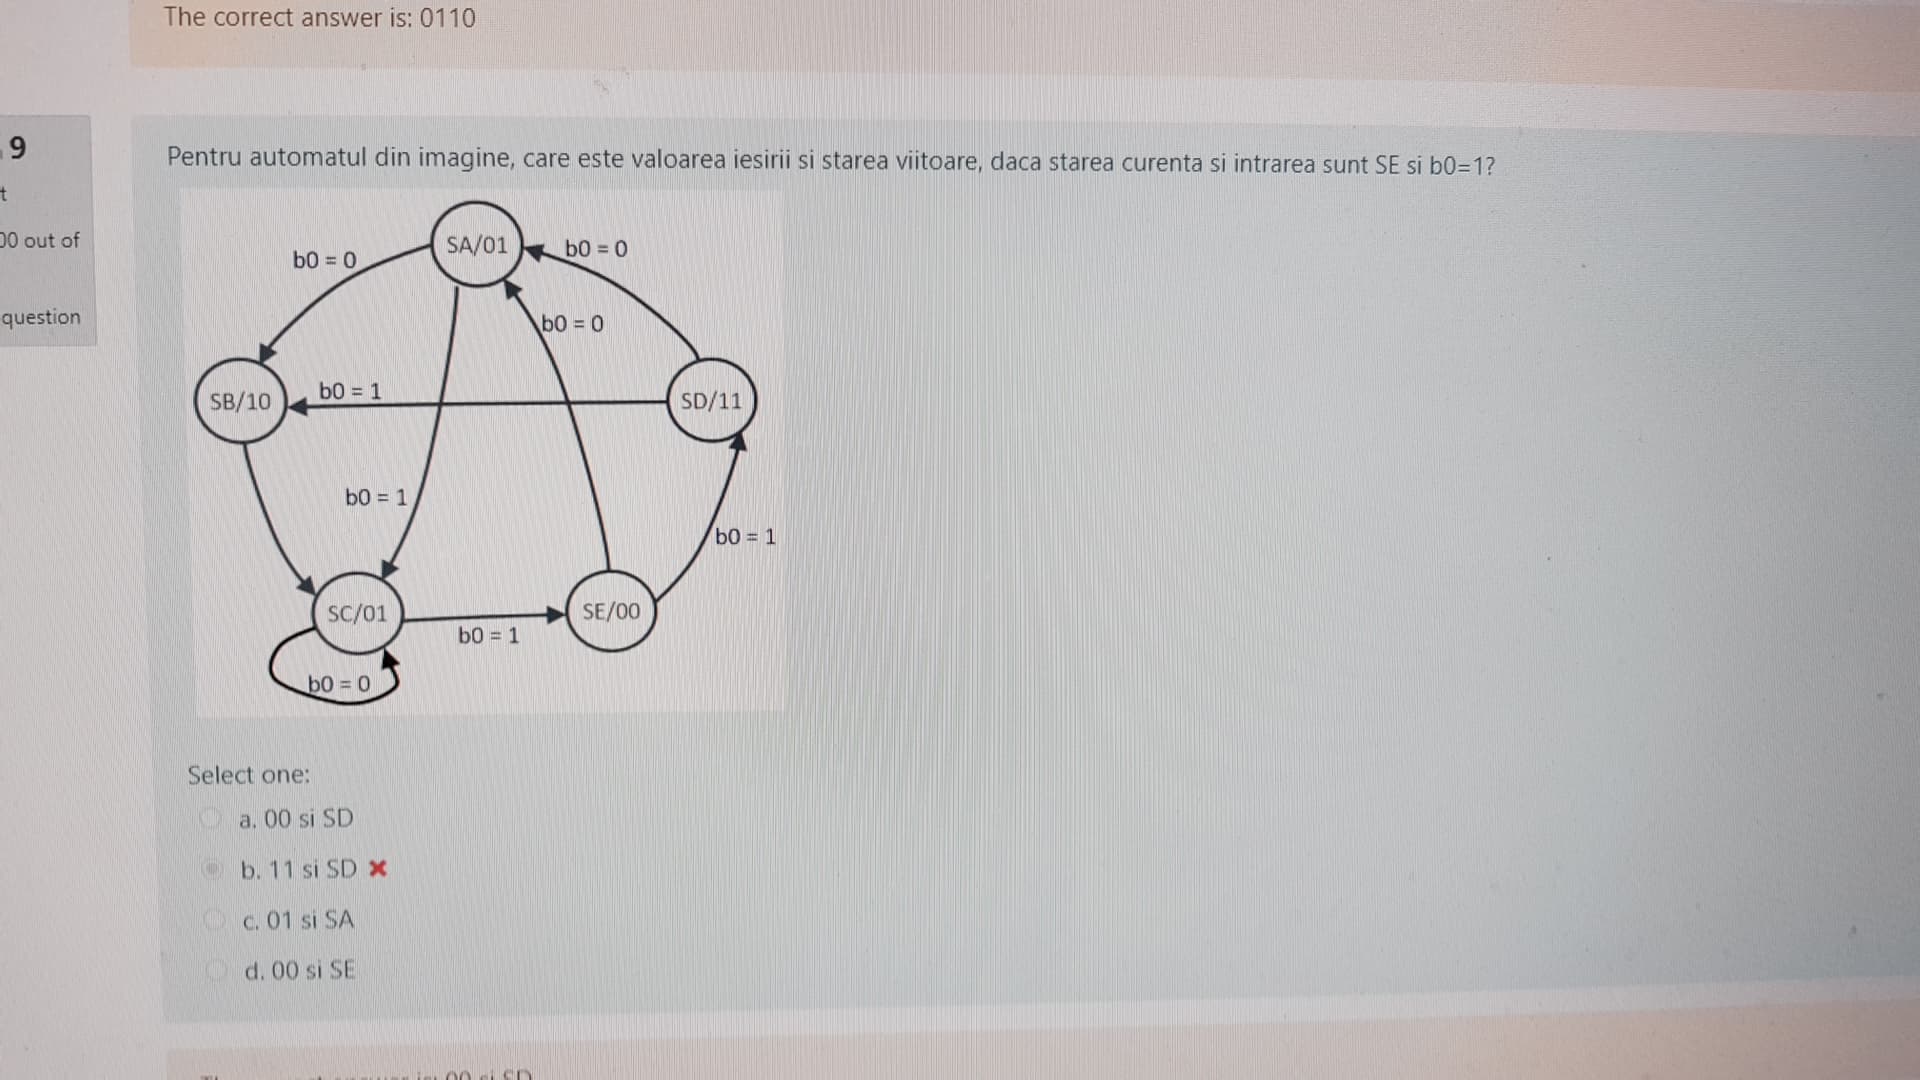 The correct answer is: 0110
9
t
00 out of
question
Pentru automatul din imagine, care este valoarea iesirii si starea viitoare, daca starea curenta si intrarea sunt SE si b0=1?
SA/01
b0 = 0
b0 = 0
b0 = 0
SB/10
b0 = 1
SD/11
b0 = 1
b0 = 1
SC/01
SE/00
b0 = 1
b0 = 0
Select one:
a. 00 si SD
b. 11 si SD
c. 01 si SA
d. 00 si SE
00 si SD